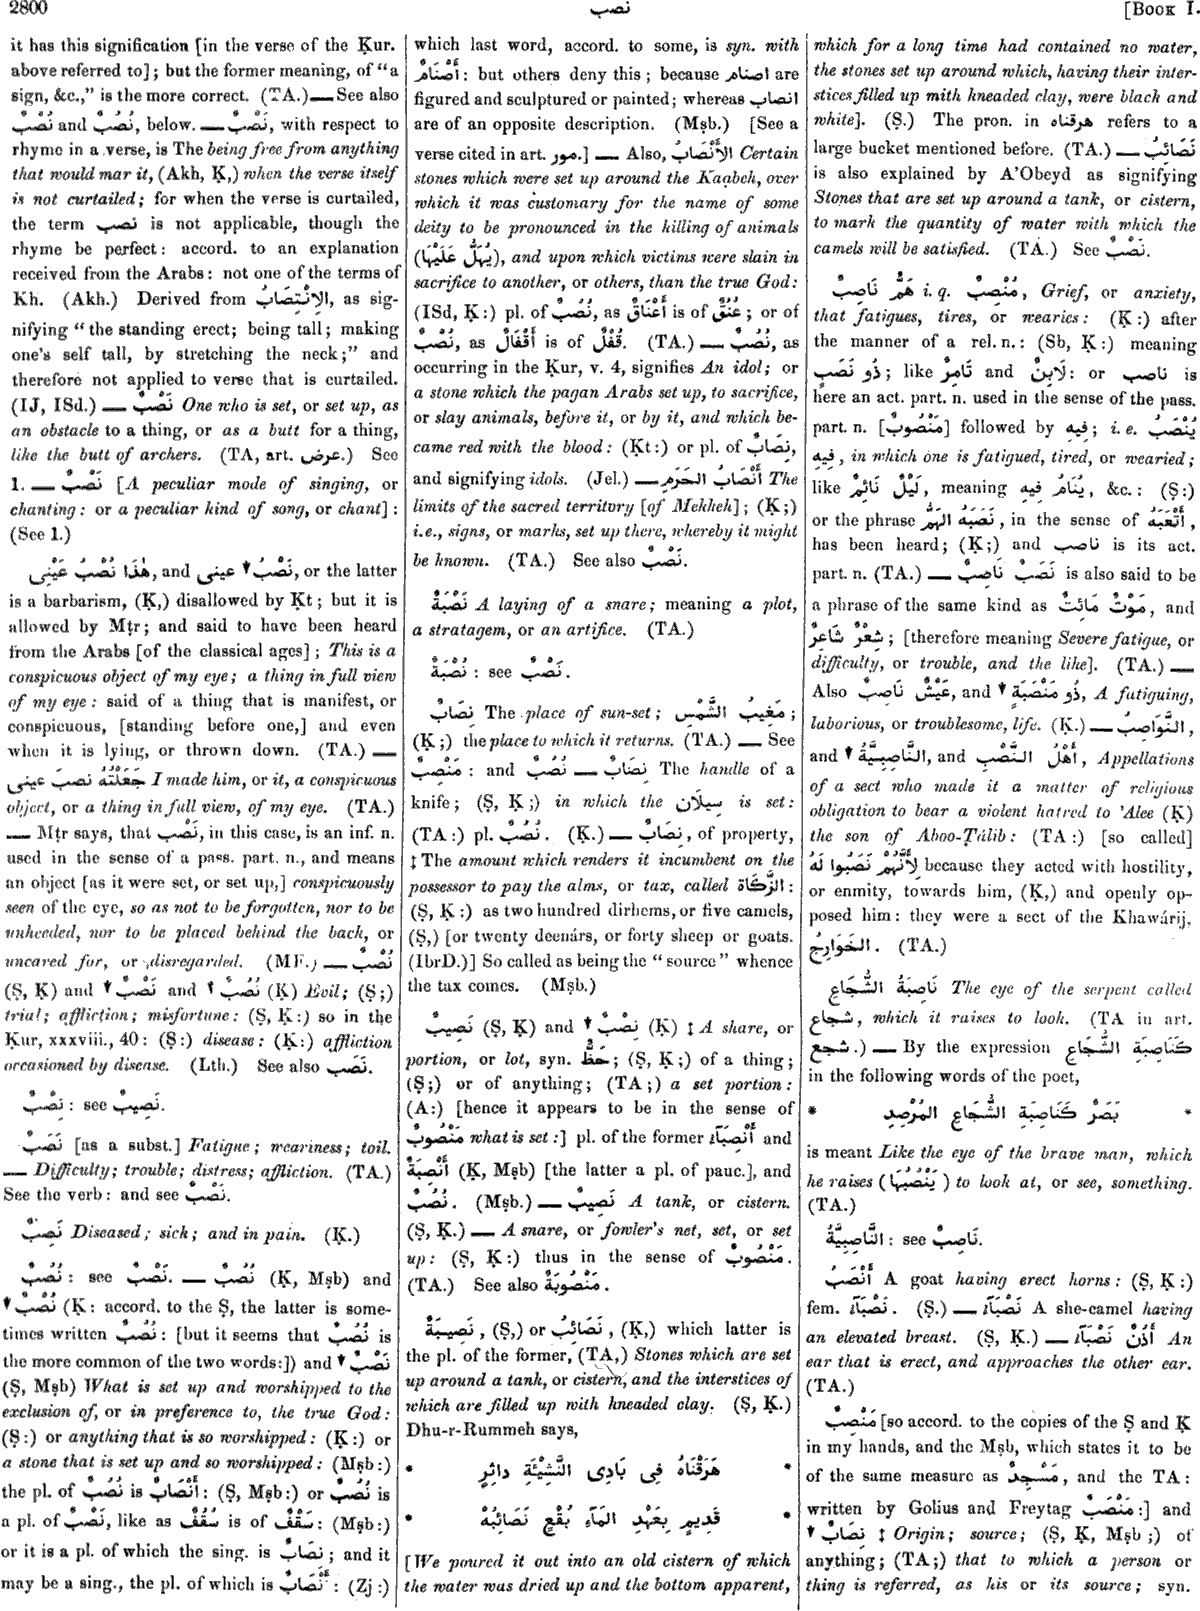 2800
نصب
[BOOK I.
it has this signification [in the verse of the Ḳur.
above referred to]; but the former meaning, of “a
sign, &c.,” is the more correct. (TA.) — See also
نُصْبٌ and نُصُبٌ, below. — نَصْبٌ, with respect to
rhyme in a verse, is The being free from anything
that would mar it, (Akh, Ḳ,) when the verse itself
is not curtailed; for when the verse is curtailed,
the term نصب is not applicable, though the
rhyme be perfect: accord. to an explanation
received from the Arabs: not one of the terms of
Kh. (Akh.) Derived from الاِنْتِصَابُ, as sig-
nifying “the standing erect; being tall; making
one's self tall, by stretching the neck;” and
therefore not applied to verse that is curtailed.
(IJ, ISd.) — نَصْبٌ One who is set, or set up, as
an obstacle to a thing, or as a butt for a thing,
like the butt of archers. (TA, art. عرض.) See
1. — نَصْبٌ [A peculiar mode of singing, or
chanting: or a peculiar kind of song, or chant]:
(See 1.)
هٰذَا نُصْبُ عَيْنِى, and نَصْبُ عينى, or the latter
is a barbarism, (Ḳ,) disallowed by Ḳt; but it is
allowed by Mṭr; and said to have been heard
from the Arabs [of the classical ages]; This is a
conspicuous object of my eye; a thing in full view
of my eye: said of a thing that is manifest, or
conspicuous, [standing before one,] and even
when it is lying, or thrown down. (TA.) —
جَعَلْتُهُ نصبَ عينى I made him, or it, a conspicuous
object, or a thing in full view, of my eye. (TA.)
— Mṭr says, that نَصْب, in this case, is an inf. n.
used in the sense of a pass. part. n., and means
an object [as it were set, or set up,] conspicuously
seen of the eye, so as not to be forgotten, nor to be
unheeded, nor to be placed behind the back, or
uncared for, or disregarded. (MF.) — نُصْبٌ
(Ṣ, Ḳ) and نَصْبٌ and نُصُبٌ (Ḳ) Evil; (Ṣ;)
trial; affliction; misfortune: (Ṣ, Ḳ:) so in the
Ḳur, xxxviii., 40: (Ṣ:) disease: (Ḳ:) affliction
occasioned by disease. (Lth.) See also نَصَبٌ.
نِصْبٌ: see نَصِيبٌ.
نَصَبٌ [as a subst.] Fatigue; weariness; toil.
— Difficulty; trouble; distress; affliction. (TA.)
See the verb: and see نُصْبٌ.
نَصِبٌ Diseased; sick; and in pain. (Ḳ.)
نُصُبٌ: see نَصْبٌ. — نُصُبٌ (Ḳ, Mṣb) and
نُصْبٌ (Ḳ: accord. to the Ṣ, the latter is some-
times written نُصُبٌ: [but it seems that نُصُبٌ is
the more common of the two words:]) and نَصْبٌ
(Ṣ, Mṣb) What is set up and worshipped to the
exclusion of, or in preference to, the true God:
(Ṣ:) or anything that is so worshipped: (Ḳ:) or
a stone that is set up and so worshipped: (Mṣb:)
the pl. of نُصُبٌ is أَنْصَابٌ: (Ṣ, Mṣb:) or نُصُبٌ is
a pl. of نَصْبٌ, like as سُقُفٌ is of سَقْفٌ: (Mṣb:)
or it is a pl. of which the sing. is نِصَابٌ; and it
may be a sing., the pl. of which is أَنْصَابٌ: (Zj:)
which last word, accord. to some, is syn. with
أَصْنَامٌ: but others deny this; because اصنام are
figured and sculptured or painted; whereas انصاب
are of an opposite description. (Mṣb.) [See a
verse cited in art. مور.] — Also, الأَنْصَابُ Certain
stones which were set up around the Kaạbeh, over
which it was customary for the name of some
deity to be pronounced in the killing of animals
(يُهَلُّ عَلَيْهَا), and upon which victims were slain in
sacrifice to another, or others, than the true God:
(ISd, Ḳ:) pl. of نُصُبٌ, as أَعْنَاقٌ is of عُنُقٌ; or of
نُصْبٌ, as أَقْفَالٌ is of قُفْلٌ. (TA.) — نُصُبٌ, as
occurring in the Ḳur, v. 4, signifies An idol; or
a stone which the pagan Arabs set up, to sacrifice,
or slay animals, before it, or by it, and which be-
came red with the blood: (Ḳt:) or pl. of نِصَابٌ,
and signifying idols. (Jel.) — أَنْصَابُ الحَرَمِ The
limits of the sacred territory [of Mekkeh]; (Ḳ;)
i.e., signs, or marks, set up there, whereby it might
be known. (TA.) See also نَصْبٌ.
نَصْبَةٌ A laying of a snare; meaning a plot,
a stratagem, or an artifice. (TA.)
نُصْبَةٌ: see نَصْبٌ.
نِصَابٌ The place of sun-set; مَغِيبُ الشَّمْسِ;
(Ḳ;) the place to which it returns. (TA.) — See
مَنْصِبٌ: and نُصُبٌ — نِصَابٌ The handle of a
knife; (Ṣ, Ḳ;) in which the سِيلَان is set:
(TA:) pl. نُصُبٌ. (Ḳ.) — نِصَابٌ, of property,
‡ The amount which renders it incumbent on the
possessor to pay the alms, or tax, called الزَّكَاة:
(Ṣ, Ḳ:) as two hundred dirhems, or five camels,
(Ṣ,) [or twenty deenárs, or forty sheep or goats.
(IbrD.)] So called as being the “source” whence
the tax comes. (Mṣb.)
نَصِيبٌ (Ṣ, Ḳ) and نِصْبٌ (Ḳ) ‡ A share, or
portion, or lot, syn. حَظٌّ; (Ṣ, Ḳ;) of a thing;
(Ṣ;) or of anything; (TA;) a set portion:
(A:) [hence it appears to be in the sense of
مَنْصُوبٌ what is set:] pl. of the former أَنْصِبَآءُ and
أَنْصِبَةٌ (Ḳ, Mṣb) [the latter a pl. of pauc.], and
نُصُبٌ. (Mṣb.) — نَصِيبٌ A tank, or cistern.
(Ṣ, Ḳ.) — A snare, or fowler's net, set, or set
up: (Ṣ, Ḳ:) thus in the sense of مَنْصُوبٌ.
(TA.) See also مَنْصُوبَةٌ.
نَصِيبَةٌ, (Ṣ,) or نَصَائِبُ, (Ḳ,) which latter is
the pl. of the former, (TA,) Stones which are set
up around a tank, or cistern, and the interstices of
which are filled up with kneaded clay. (Ṣ, Ḳ.)
Dhu-r-Rummeh says,
* هَرَقْنَاهُ فِى بَادِى النَّشِيْئَةِ دَاثِرٍ *
* قَدِيمٍ بِعَهْدِ المَآءِ بُقْعٍ نَصَائِبُهْ *
[We poured it out into an old cistern of which
the water was dried up and the bottom apparent,
which for a long time had contained no water,
the stones set up around which, having their inter-
stices filled up with kneaded clay, were black and
white]. (Ṣ.) The pron. in هرقناه refers to a
large bucket mentioned before. (TA.) — نَصَائِبُ
is also explained by A'Obeyd as signifying
Stones that are set up around a tank, or cistern,
to mark the quantity of water with which the
camels will be satisfied. (TA.) See نَصْبٌ.
هَمٌّ نَاصِبٌ i. q. مُنْصِبٌ, Grief, or anxiety,
that fatigues, tires, or wearies: (Ḳ:) after
the manner of a rel. n.: (Sb, Ḳ:) meaning
ذُو نَصَبٍ; like تَامِرٌ and لَابِنٌ: or ناصب is
here an act. part. n. used in the sense of the pass.
part. n. [مَنْصُوبٌ] followed by فِيهِ; i. e. يُنْصَبُ
فِيهِ, in which one is fatigued, tired, or wearied;
like لَيْلٌ نَائِمٌ, meaning يُنَامُ فِيهِ, &c.: (Ṣ:)
or the phrase نَصَبَهُ الهَمُّ, in the sense of أَتْعَبَهُ,
has been heard; (Ḳ;) and ناصب is its act.
part. n. (TA.) — نَصَبٌ نَاصِبٌ is also said to be
a phrase of the same kind as مَوْتٌ مَائِتٌ, and
شِعْرٌ شَاعِرٌ; [therefore meaning Severe fatigue, or
difficulty, or trouble, and the like]. (TA.) —
Also عَيْشٌ نَاصِبٌ, and ذُو مَنْصَبَةٍ, A fatiguing,
laborious, or troublesome, life. (Ḳ.) — النَّوَاصِبُ,
and النَّاصِبِيَّةُ, and أَهْلُ النَّصْبِ, Appellations
of a sect who made it a matter of religious
obligation to bear a violent hatred to 'Alee (Ḳ)
the son of Aboo-Ṭálib: (TA:) [so called]
لِأَنَّهُمْ نَصَبُوا لَهُ because they acted with hostility,
or enmity, towards him, (Ḳ,) and openly op-
posed him: they were a sect of the Khawárij,
الخَوَارِجُ. (TA.)
نَاصِبَةُ الشُّجَاعِ The eye of the serpent called
شجاع, which it raises to look. (TA in art.
شجع.) — By the expression كَنَاصِبَةِ الشُّجَاعِ
in the following words of the poet,
* بَصَرٌ كَنَاصِبَةِ الشُّجَاعِ المُرْصِدِ *
is meant Like the eye of the brave man, which
he raises (يَنْصُبُهَا) to look at, or see, something.
(TA.)
النَّاصِبِيَّةُ: see نَاصِبٌ.
أَنْصَبُ A goat having erect horns: (Ṣ, Ḳ:)
fem. نَصْبَآءُ. (Ṣ.) — نَصْبَآءُ A she-camel having
an elevated breast. (Ṣ, Ḳ.) — أُذُنٌ نَصْبَآءُ An
ear that is erect, and approaches the other ear.
(TA.)
مَنْصِبٌ [so accord. to the copies of the Ṣ and Ḳ
in my hands, and the Mṣb, which states it to be
of the same measure as مَسْجِدٌ, and the TA:
written by Golius and Freytag مَنْصَبٌ:] and
نِصَابٌ ‡ Origin; source; (Ṣ, Ḳ, Mṣb;) of
anything; (TA;) that to which a person or
thing is referred, as his or its source; syn.